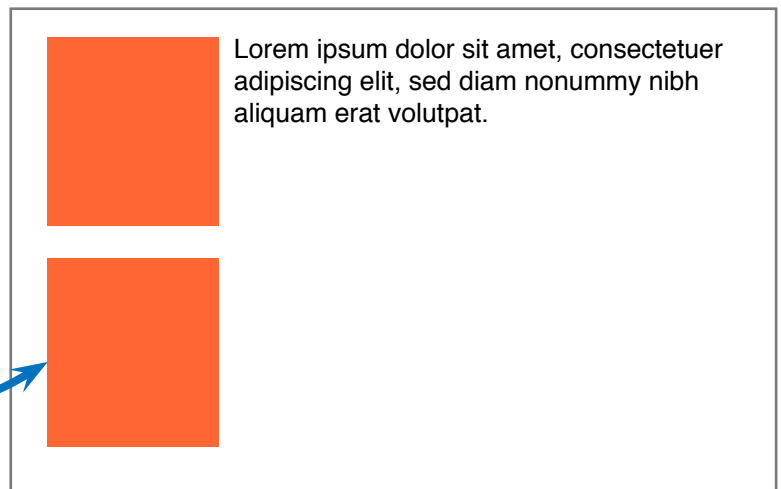 Lorem ipsum dolor sit amet, consectetuer
adipiscing elit, sed diam nonummy nibh
aliquam erat volutpat.